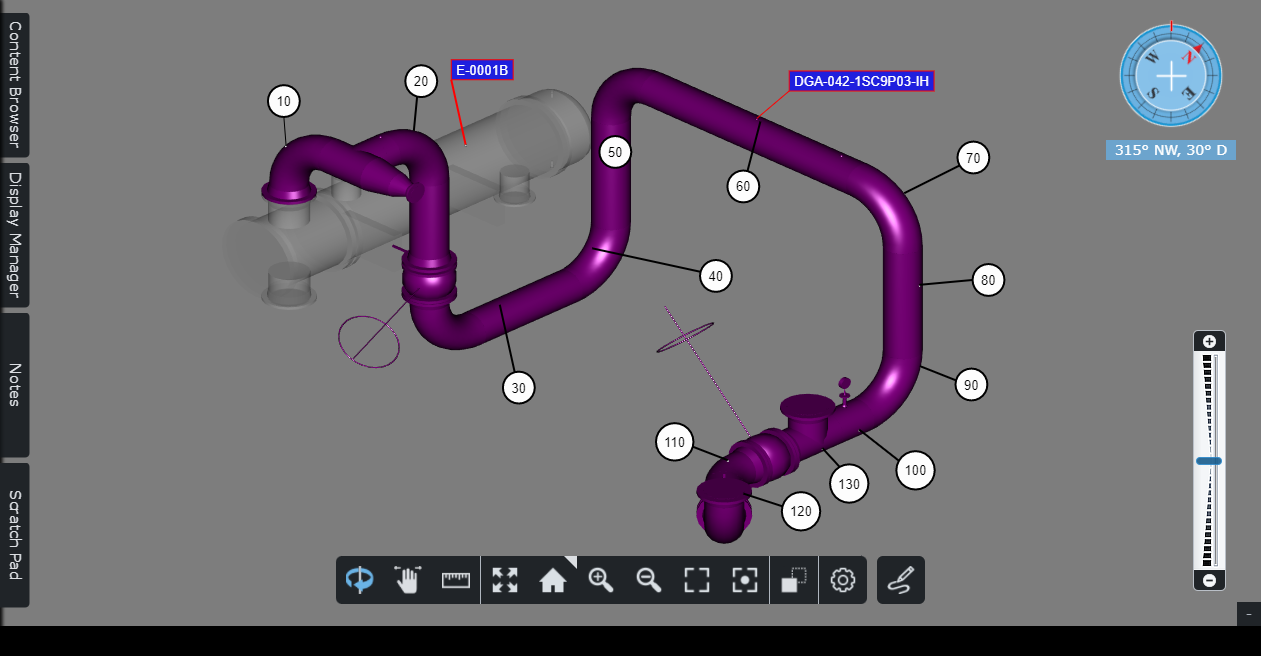 Content Browser
Display Manager
Notes
Scratch Pad
E-0001B
DGA-042-1SC9P03-IH
10
20
50
60
70
40
80
30
90
110
100
130
120
N
W
S
E
315° NW, 30° D